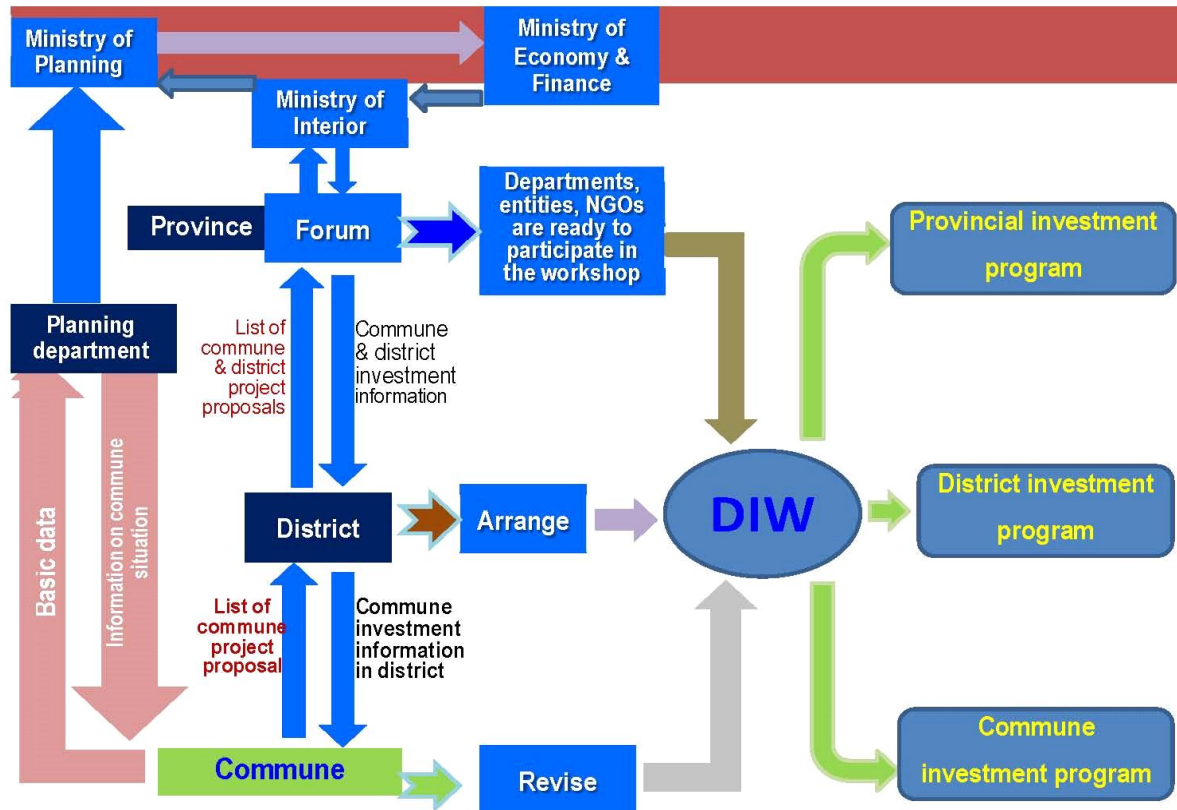 Ministry of
Planning
Ministry of
Economy &
Finance
Ministry of
Interior
Province
Forum
Departments,
entities, NGOs
are ready to
participate in
the workshop
Provincial investment
program
Planning
department
List of
commune
& district
project
proposals
Commune
& district
investment
information
Basic data
Information on commune
situation
District
Arrange
DIW
District investment
program
List of
commune
project
proposal
Commune
investment
information
in district
Commune
Revise
Commune
investment program